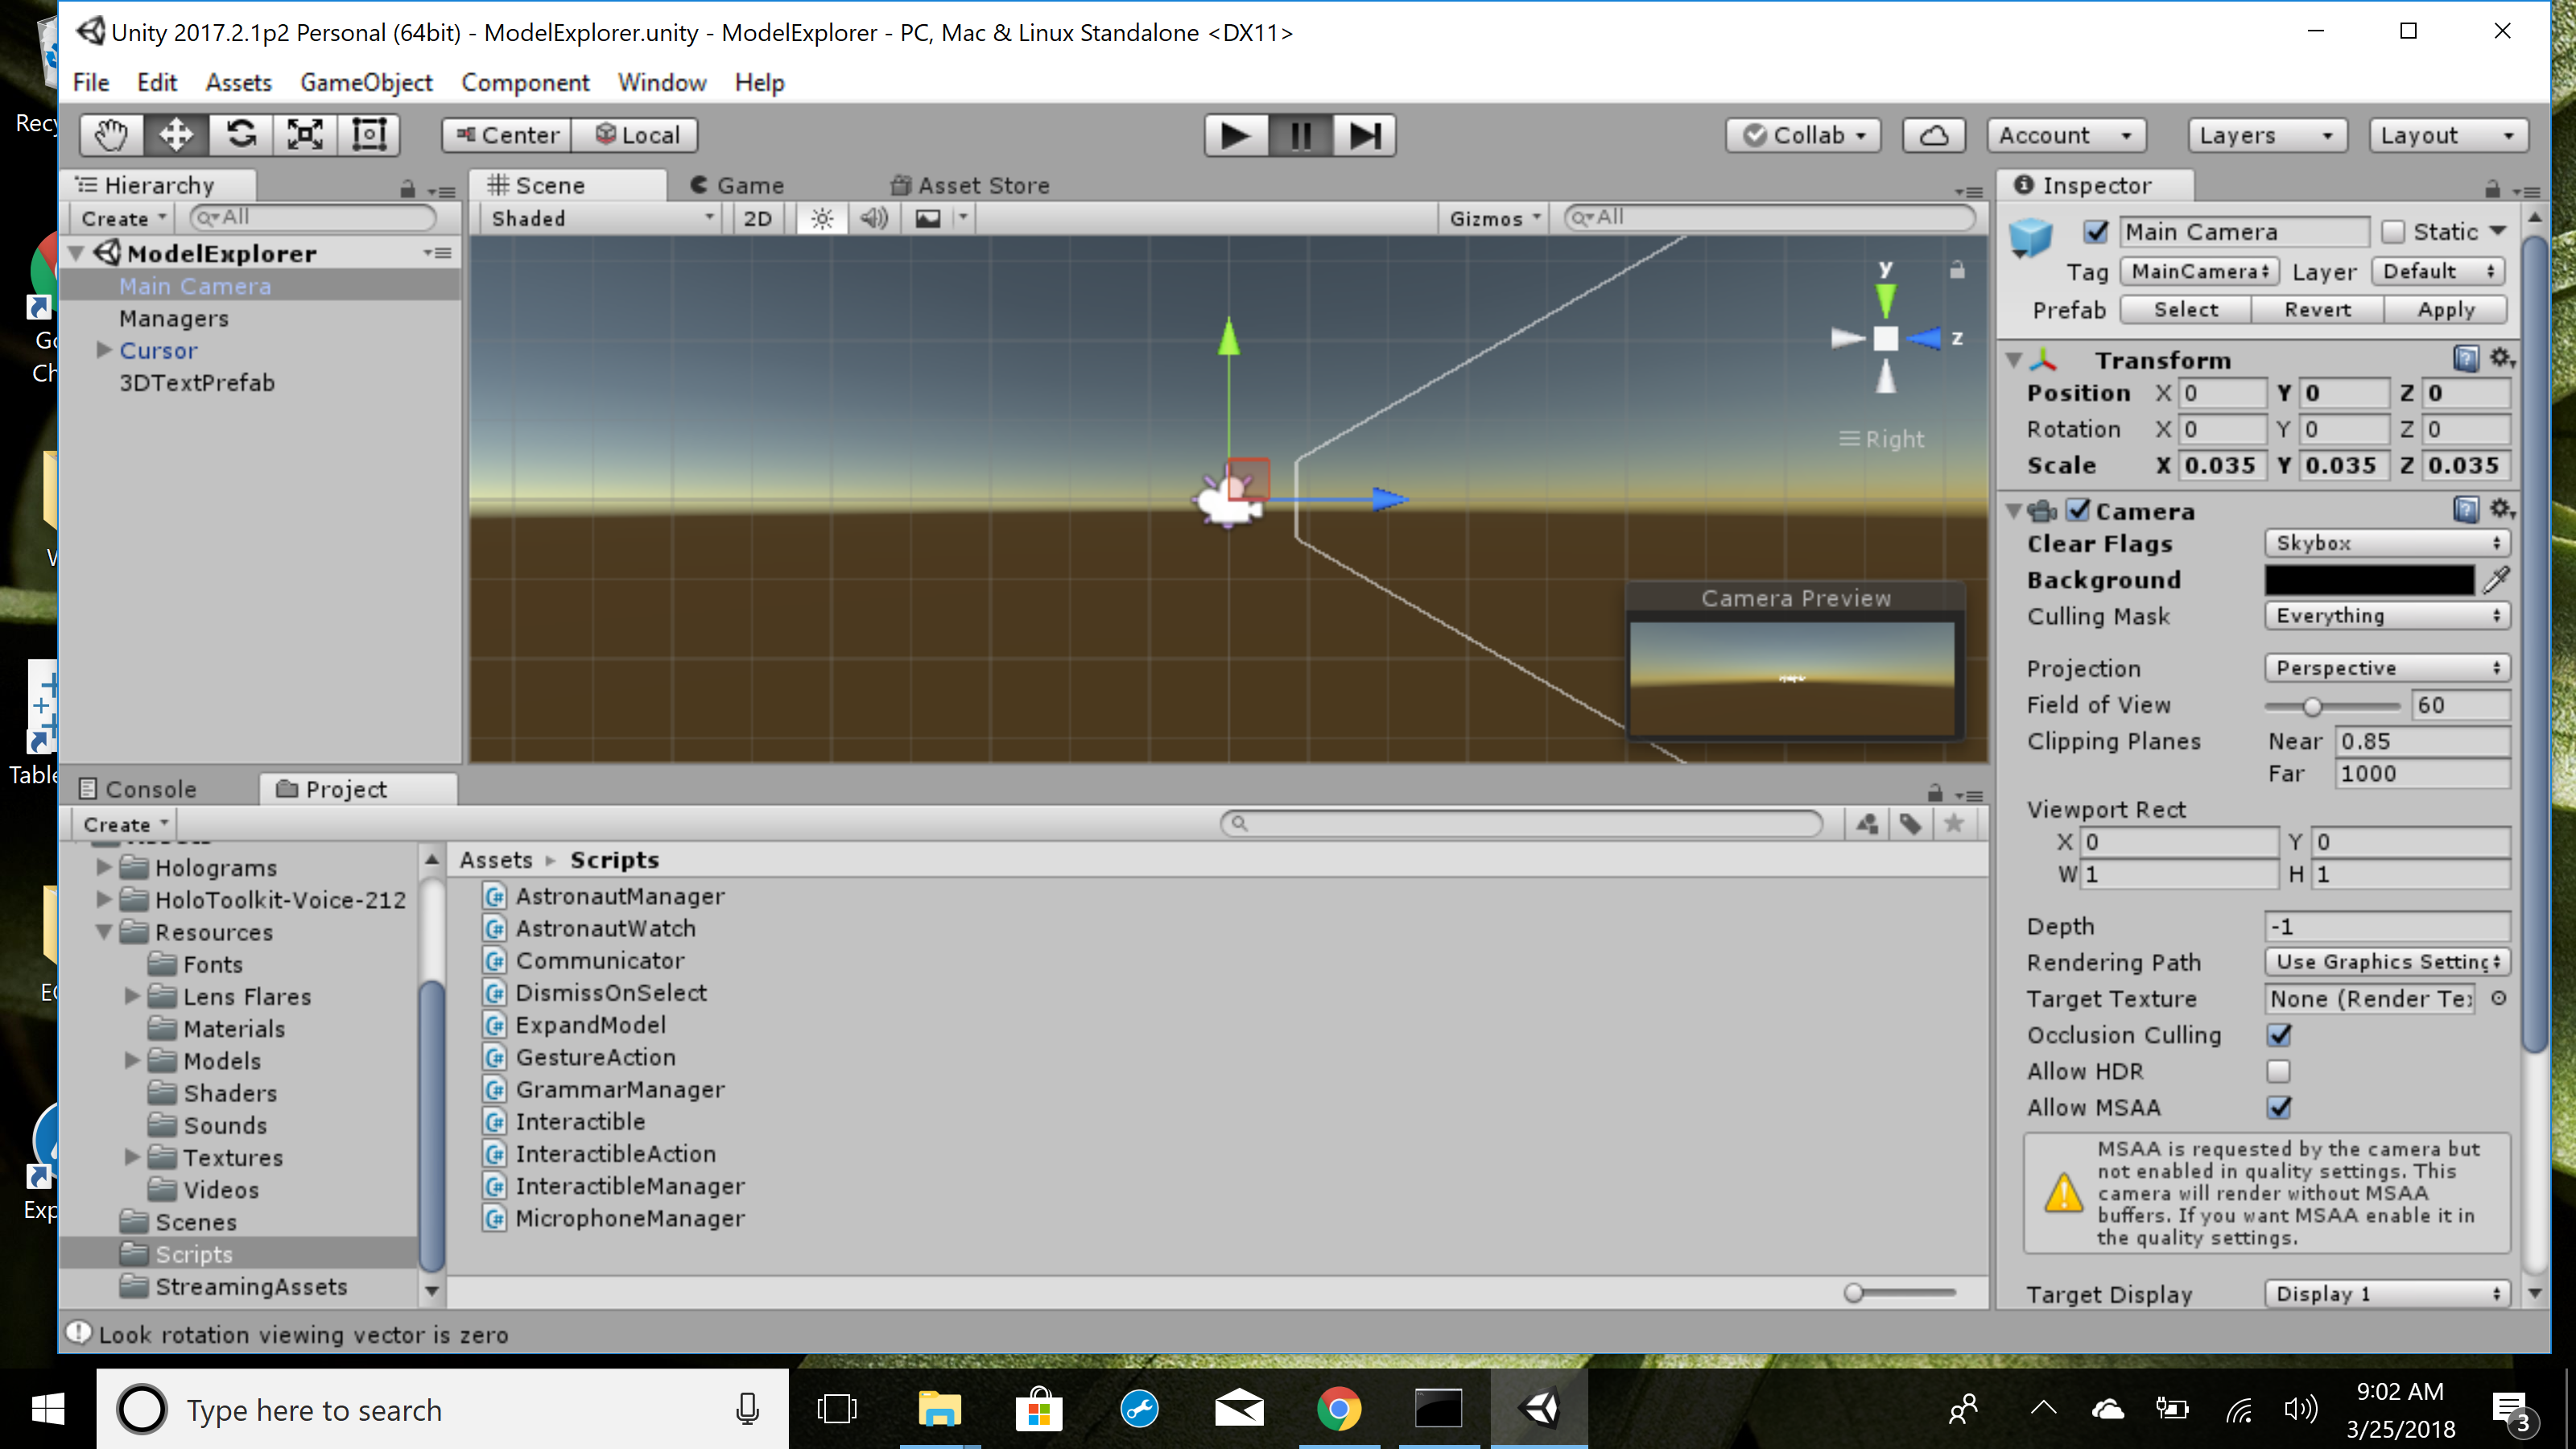 Unity 2017.2.1p2 Personal (64bit) - ModelExplorer.unity - ModelExplorer - PC, Mac & Linux Standalone <DX11>
File Edit Assets GameObject Component Window Help
Center Local Collab Account Layers Layout
Hierarchy
Create All
ModelExplorer
Main Camera
Managers
Cursor
3DTextPrefab
Scene Game Asset Store
Shaded 2D Gizmos All
y
z
Right
Camera Preview
Inspector
Main Camera Static
Tag MainCamera Layer Default
Prefab Select Revert Apply
Transform
Position X 0 Y 0 Z 0
Rotation X 0 Y 0 Z 0
Scale X 0.035 Y 0.035 Z 0.035
Camera
Clear Flags Skybox
Background
Culling Mask Everything
Projection Perspective
Field of View 60
Clipping Planes Near 0.85
Far 1000
Viewport Rect
X 0 Y 0
W 1 H 1
Depth -1
Rendering Path Use Graphics Setting
Target Texture None (Render Te
Occlusion Culling
Allow HDR
Allow MSAA
MSAA is requested by the camera but
not enabled in quality settings. This
camera will render without MSAA
buffers. If you want MSAA enable it in
the quality settings.
Target Display Display 1
Console Project
Create
Holograms
HoloToolkit-Voice-212
Resources
Fonts
Lens Flares
Materials
Models
Shaders
Sounds
Textures
Videos
Scenes
Scripts
StreamingAssets
Assets Scripts
AstronautManager
AstronautWatch
Communicator
DismissOnSelect
ExpandModel
GestureAction
GrammarManager
Interactible
InteractibleAction
InteractibleManager
MicrophoneManager
Look rotation viewing vector is zero
Recy
Go
Ch
W
Table
EC
Exp
Type here to search
9:02 AM
3/25/2018
3